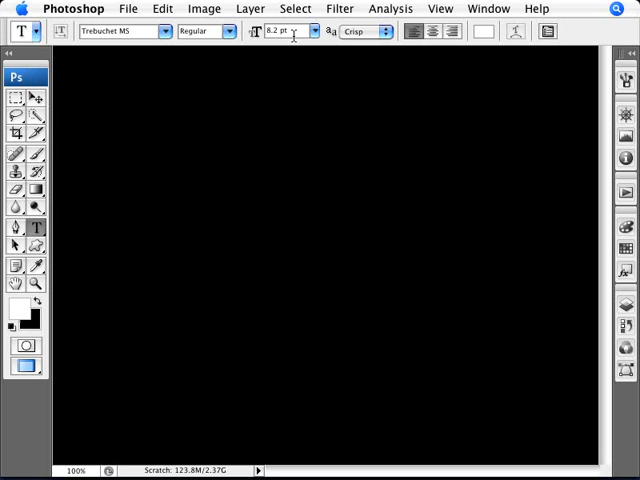 Photoshop File Edit Image Layer Select Filter Analysis View Window Help
T T Trebuchet MS Regular T 8.2 pt aa Crisp T
Ps
T
100% Scratch: 123.8M/2.37G